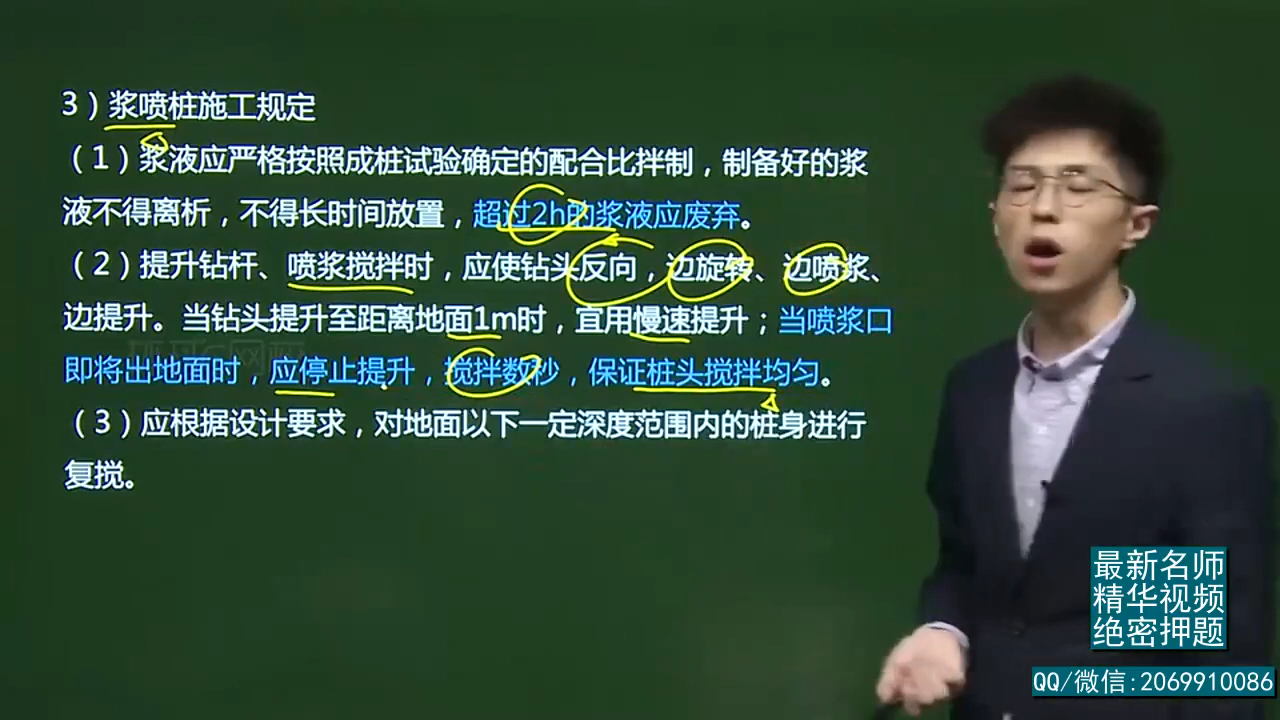 3）浆喷桩施工规定
（1）浆液应严格按照成桩试验确定的配合比拌制，制备好的浆
液不得离析，不得长时间放置，超过2h的浆液应废弃。
（2）提升钻杆、喷浆搅拌时，应使钻头反向，边旋转、边喷浆、
边提升。当钻头提升至距离地面1m时，宜用慢速提升；当喷浆口
即将出地面时，应停止提升，搅拌数秒，保证桩头搅拌均匀。
（3）应根据设计要求，对地面以下一定深度范围内的桩身进行
复搅。
最新名师
精华视频
绝密押题
QQ/微信:2069910086